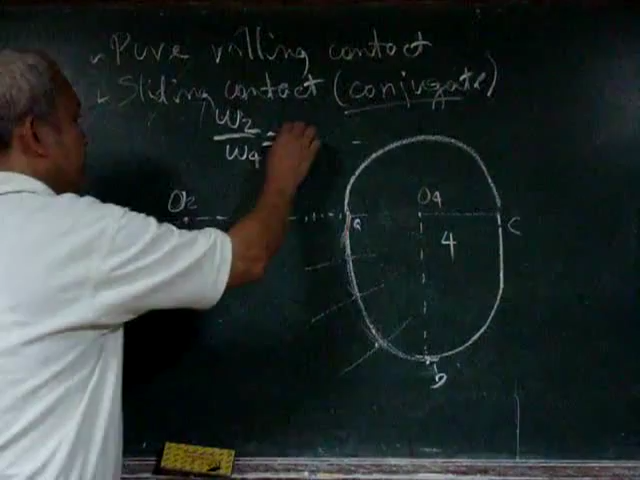 Pure rolling contact
Sliding contact (conjugate)
ω2
ω4 =
O2
O4
a
c
4
b